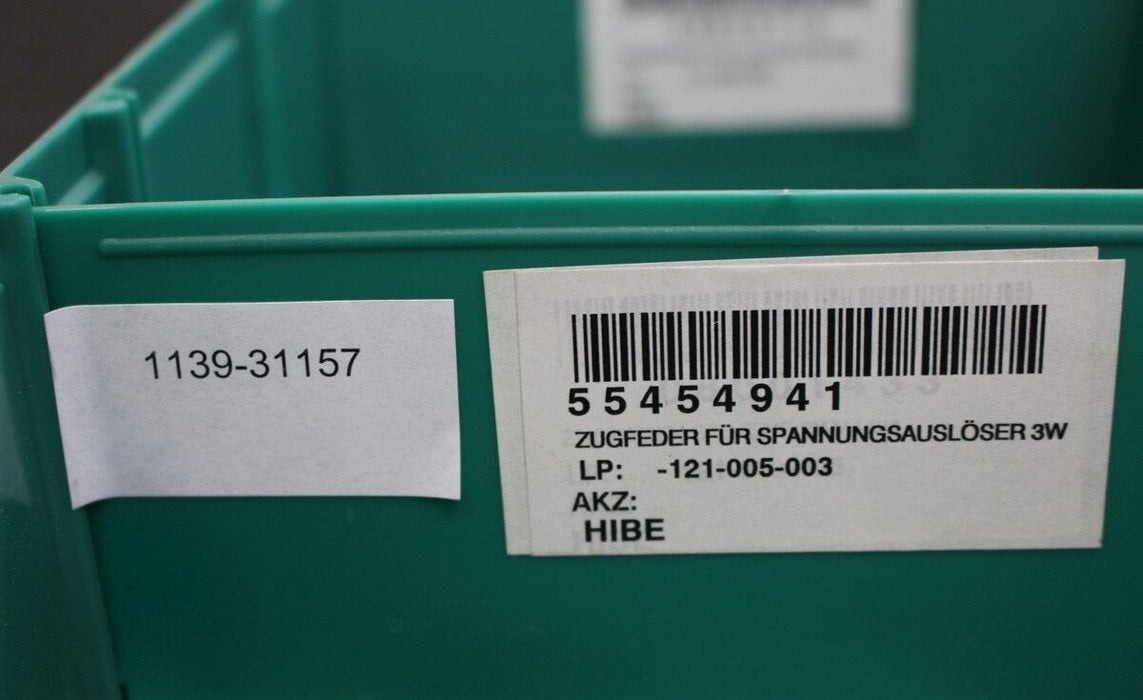 1139-31157
55454941
ZUGFEDER FÜR SPANNUNGSAUSLÖSER 3W
LP: -121-005-003
AKZ:
HIBE